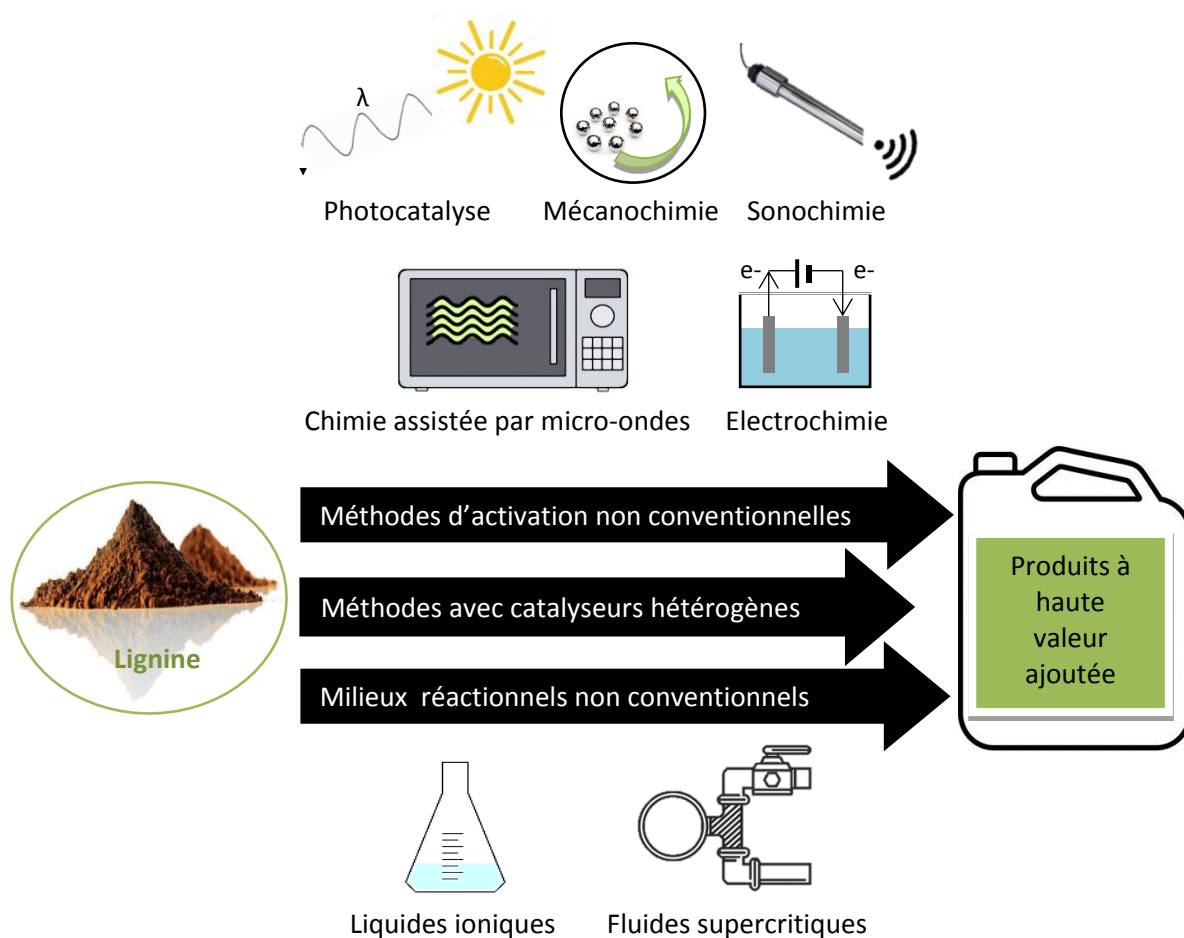 λ
Photocatalyse
Mécanochimie
Sonochimie
e-
e-
Chimie assistée par micro-ondes
Electrochimie
Méthodes d’activation non conventionnelles
Méthodes avec catalyseurs hétérogènes
Milieux réactionnels non conventionnels
Lignine
Produits à
haute
valeur
ajoutée
Liquides ioniques
Fluides supercritiques